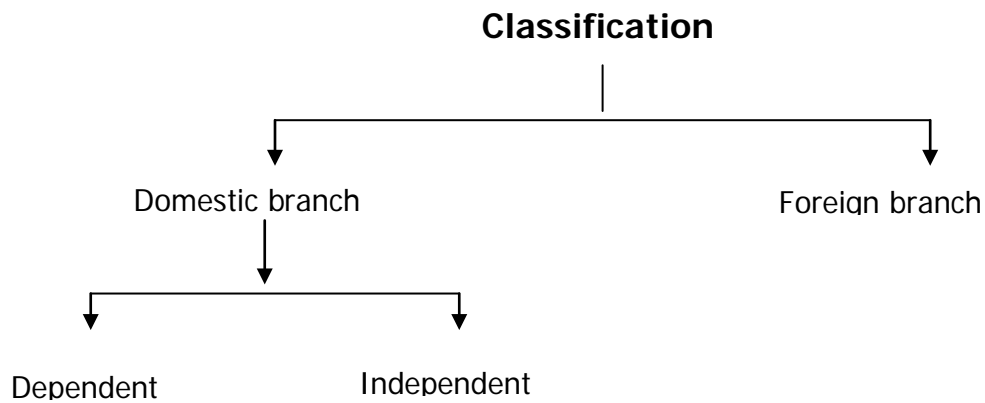 Classification
Domestic branch
Foreign branch
Dependent
Independent